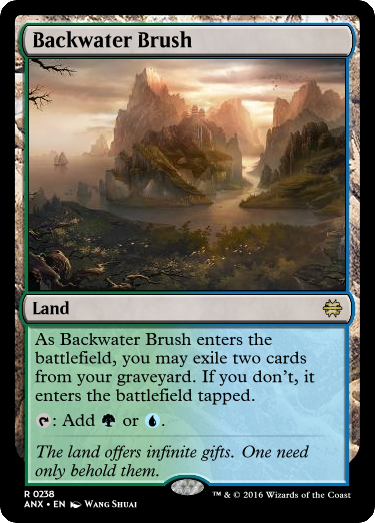 Backwater Brush
Land
As Backwater Brush enters the
battlefield, you may exile two cards
from your graveyard. If you don't, it
enters the battlefield tapped.
: Add or .
The land offers infinite gifts. One need
only behold them.
R 0238
ANX • EN Wang Shuai
™ & © 2016 Wizards of the Coast